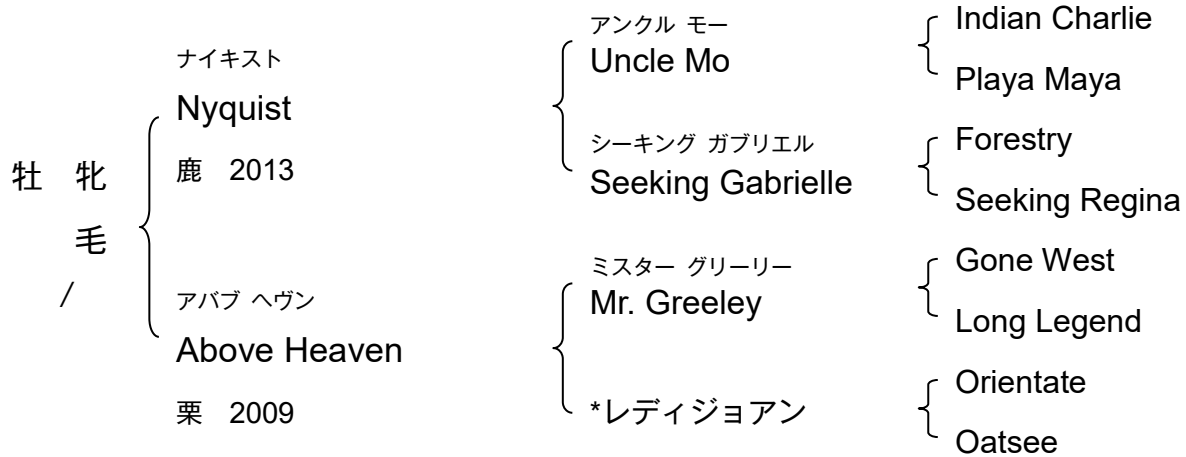 牡 牝
毛
/
ナイキスト
Nyquist
鹿 2013
アバブ ヘヴン
Above Heaven
栗 2009
アンクル モー
Uncle Mo
シーキング ガブリエル
Seeking Gabrielle
ミスター グリーリー
Mr. Greeley
*レディジョアン
Indian Charlie
Playa Maya
Forestry
Seeking Regina
Gone West
Long Legend
Orientate
Oatsee